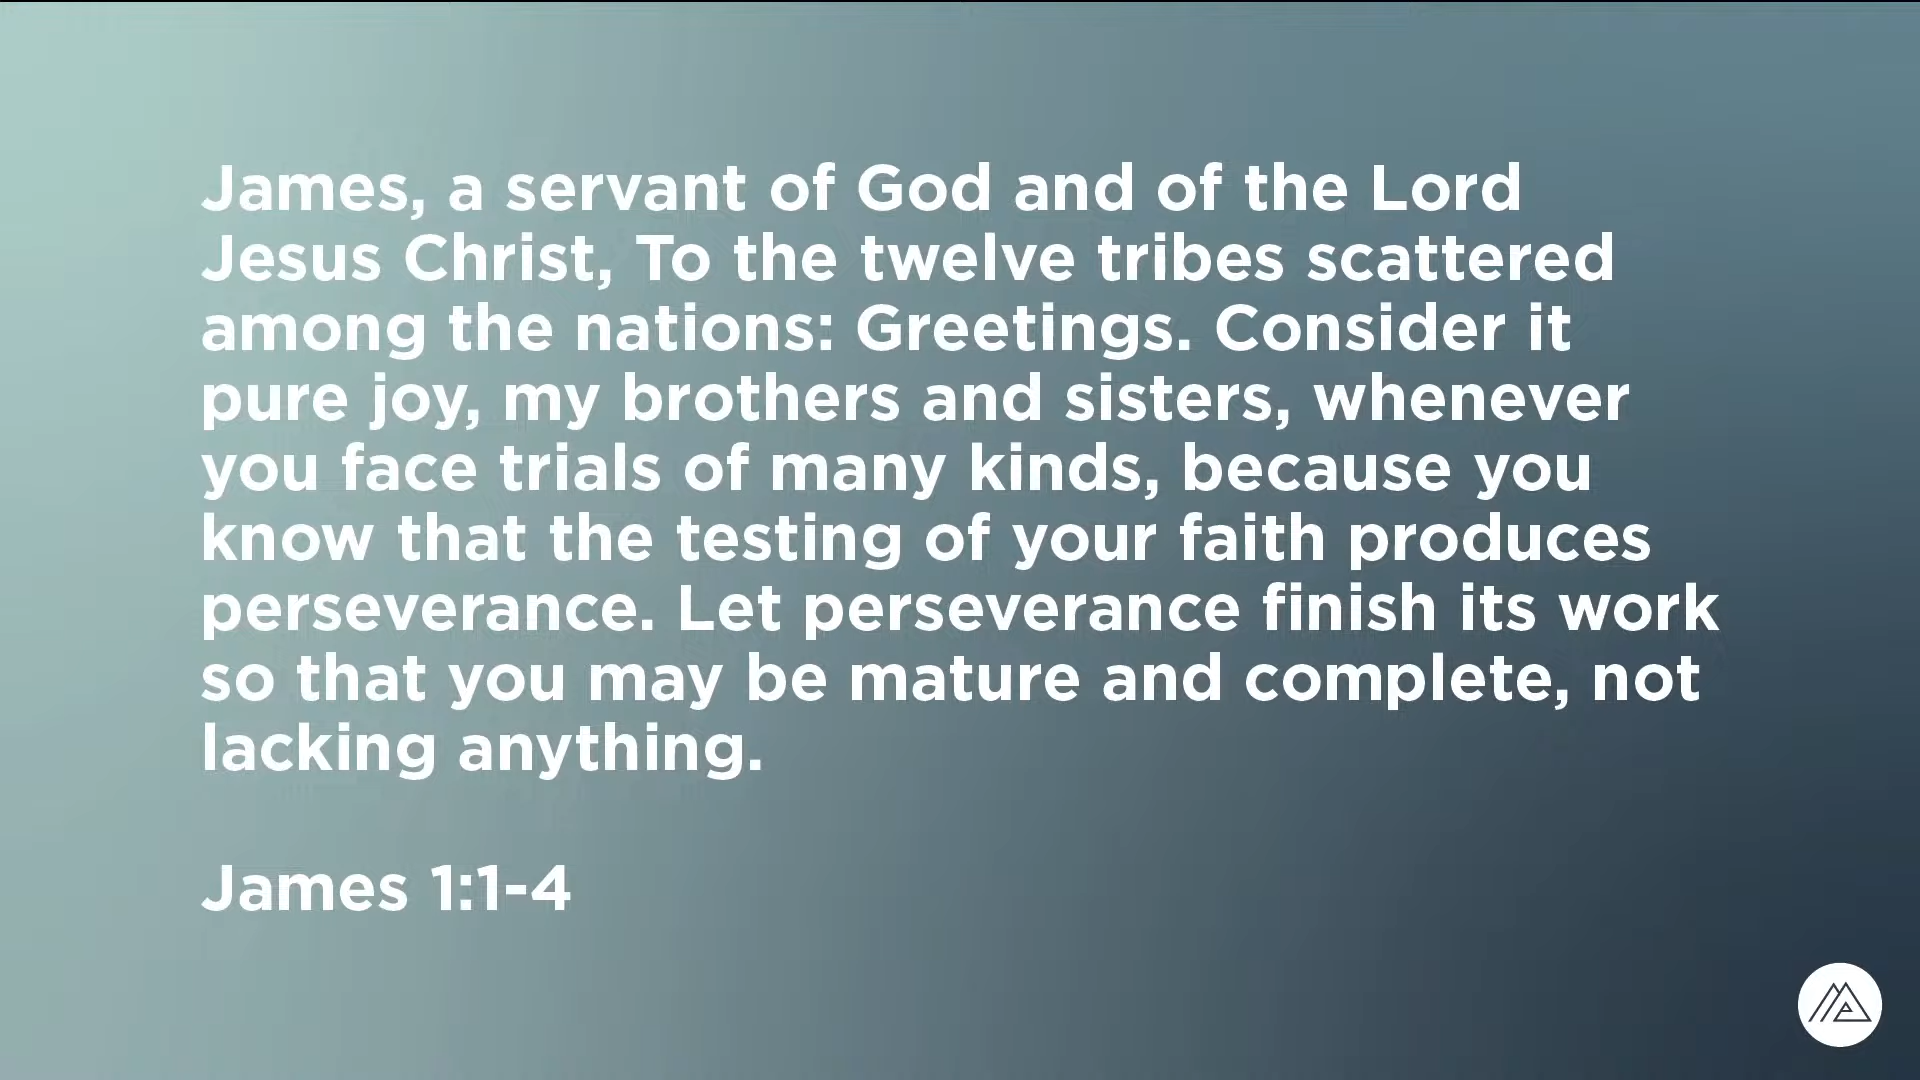 James, a servant of God and of the Lord
Jesus Christ, To the twelve tribes scattered
among the nations: Greetings. Consider it
pure joy, my brothers and sisters, whenever
you face trials of many kinds, because you
know that the testing of your faith produces
perseverance. Let perseverance finish its work
so that you may be mature and complete, not
lacking anything.
James 1:1-4